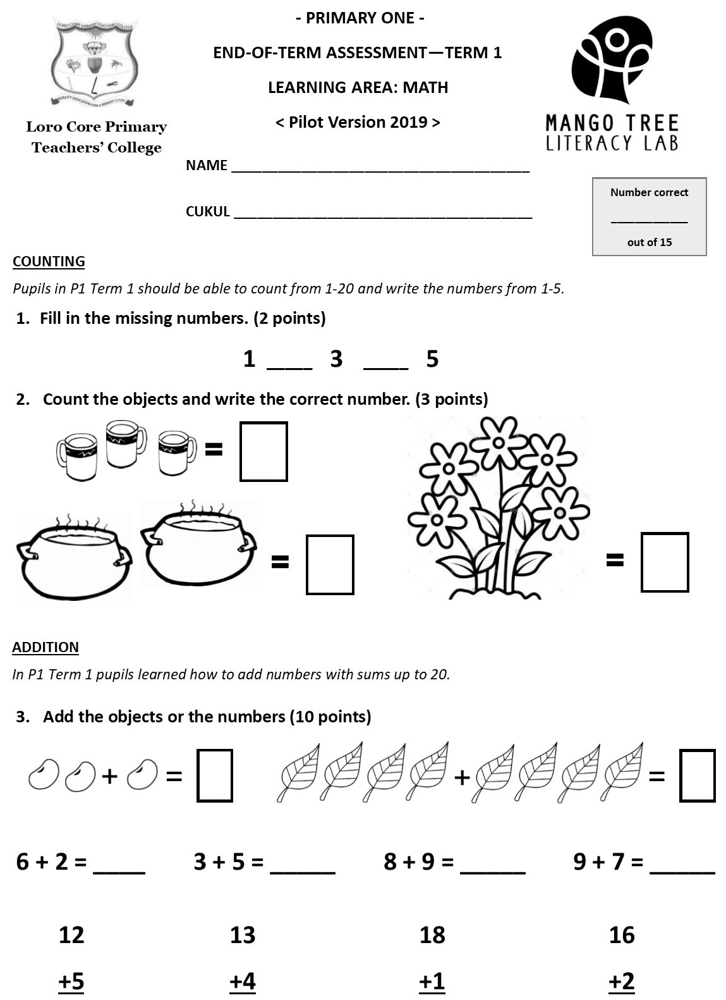 LORO CORE PRIMARY TEACHERS' COLLEGE
QUALITY EDUCATION FOR A BRIGHT FUTURE
Loro Core Primary
Teachers’ College
- PRIMARY ONE -
END-OF-TERM ASSESSMENT—TERM 1
LEARNING AREA: MATH
< Pilot Version 2019 >
MANGO TREE
LITERACY LAB
NAME ____________________
CUKUL ____________________
Number correct
____________
out of 15
COUNTING
Pupils in P1 Term 1 should be able to count from 1-20 and write the numbers from 1-5.
1. Fill in the missing numbers. (2 points)
1 ____ 3 ____ 5
2. Count the objects and write the correct number. (3 points)
=
= =
ADDITION
In P1 Term 1 pupils learned how to add numbers with sums up to 20.
3. Add the objects or the numbers (10 points)
+ = + =
6 + 2 = ____ 3 + 5 = _____ 8 + 9 = _____ 9 + 7 = _____
12 13 18 16
+5 +4 +1 +2